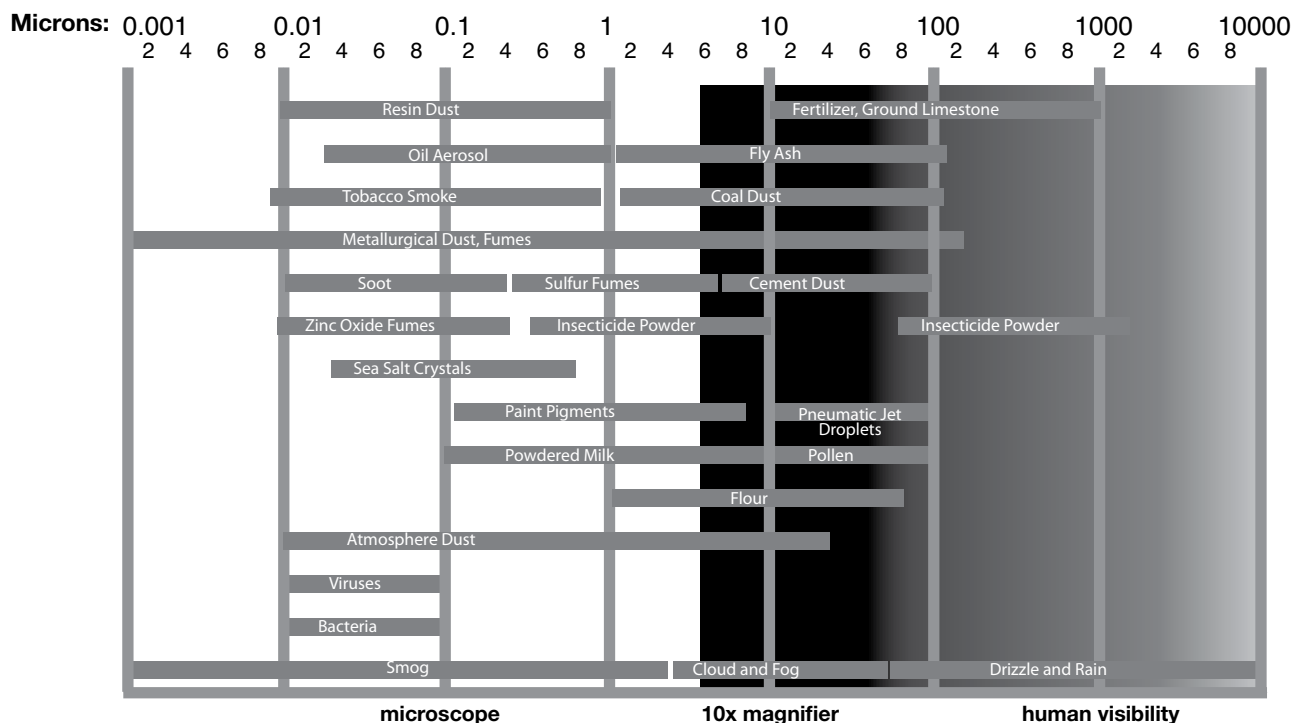 Microns: 0.001 0.01 0.1 1 10 100 1000 10000
2 4 6 8 2 4 6 8 2 4 6 8 2 4 6 8 2 4 6 8 2 4 6 8 2 4 6 8
Resin Dust Fertilizer, Ground Limestone
Oil Aerosol Fly Ash
Tobacco Smoke Coal Dust
Metallurgical Dust, Fumes
Soot Sulfur Fumes Cement Dust
Zinc Oxide Fumes Insecticide Powder Insecticide Powder
Sea Salt Crystals
Paint Pigments Pneumatic Jet
Droplets
Powdered Milk Pollen
Flour
Atmosphere Dust
Viruses
Bacteria
Smog Cloud and Fog Drizzle and Rain
microscope 10x magnifier human visibility